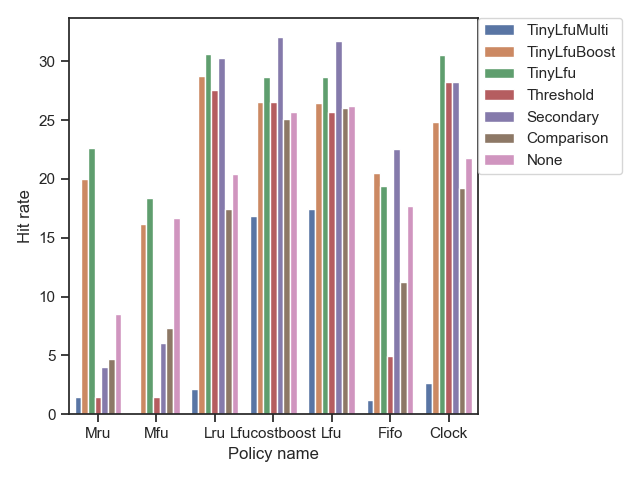 TinyLfuMulti
TinyLfuBoost
TinyLfu
Threshold
Secondary
Comparison
None
Hit rate
30
25
20
15
10
5
0
Mru Mfu Lru Lfucostboost Lfu Fifo Clock
Policy name